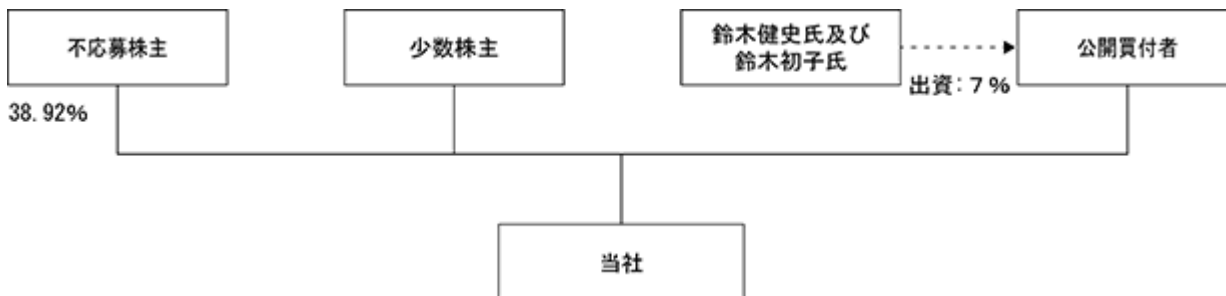 不応募株主
少数株主
鈴木健史氏及び
鈴木初子氏
公開買付者
出資：７％
38.92%
当社